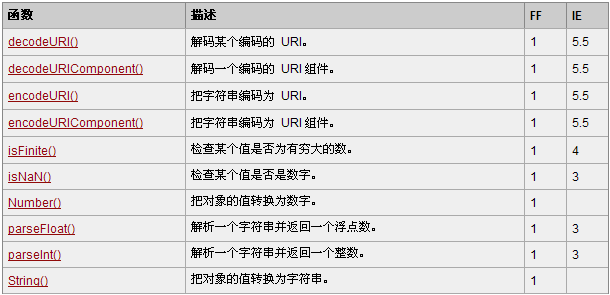 函数 描述 FF IE
decodeURI() 解码某个编码的 URI。 1 5.5
decodeURIComponent() 解码一个编码的 URI 组件。 1 5.5
encodeURI() 把字符串编码为 URI。 1 5.5
encodeURIComponent() 把字符串编码为 URI 组件。 1 5.5
isFinite() 检查某个值是否为有穷大的数。 1 4
isNaN() 检查某个值是否是数字。 1 3
Number() 把对象的值转换为数字。 1
parseFloat() 解析一个字符串并返回一个浮点数。 1 3
parseInt() 解析一个字符串并返回一个整数。 1 3
String() 把对象的值转换为字符串。 1